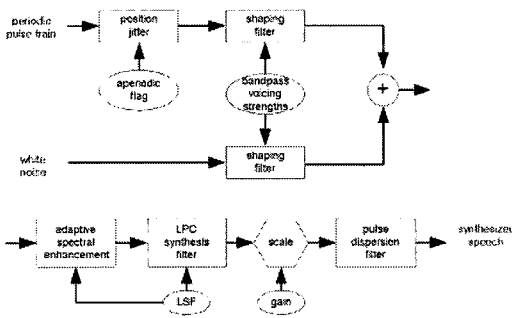 periodic
pulse train
position
jitter
shaping
filter
aperiodic
flag
bandpass
voicing
strengths
+
white
noise
shaping
filter
adaptive
spectral
enhancement
LPC
synthesis
filter
scale
pulse
dispersion
filter
synthesized
speech
LSF
gain